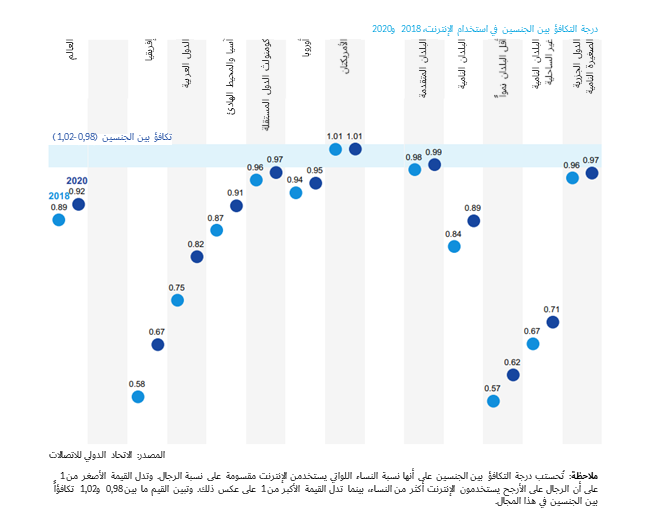 درجة التكافؤ بين الجنسين في استخدام الإنترنت، 2018 و2020
العالم
إفريقيا
الدول العربية
آسيا والمحيط الهادئ
كومنولث الدول المستقلة
أوروبا
الأمريكتان
البلدان المتقدمة
البلدان النامية
أقل البلدان نمواً
البلدان النامية
غير الساحلية
الدول الجزرية
الصغيرة النامية
تكافؤ بين الجنسين (0,98-1,02)
2018
0.89
2020
0.92
0.58
0.67
0.75
0.82
0.87
0.91
0.96
0.97
0.94
0.95
1.01
1.01
0.98
0.99
0.84
0.89
0.57
0.62
0.67
0.71
0.96
0.97
المصدر: الاتحاد الدولي للاتصالات
ملاحظة: تُحتسب درجة التكافؤ بين الجنسين على أنها نسبة النساء اللواتي يستخدمن الإنترنت مقسومة على نسبة الرجال. وتدل القيمة الأصغر من 1
على أن الرجال على الأرجح يستخدمون الإنترنت أكثر من النساء، بينما تدل القيمة الأكبر من 1 على عكس ذلك. وتبين القيم ما بين 0,98 و1,02 تكافؤاً
بين الجنسين في هذا المجال.